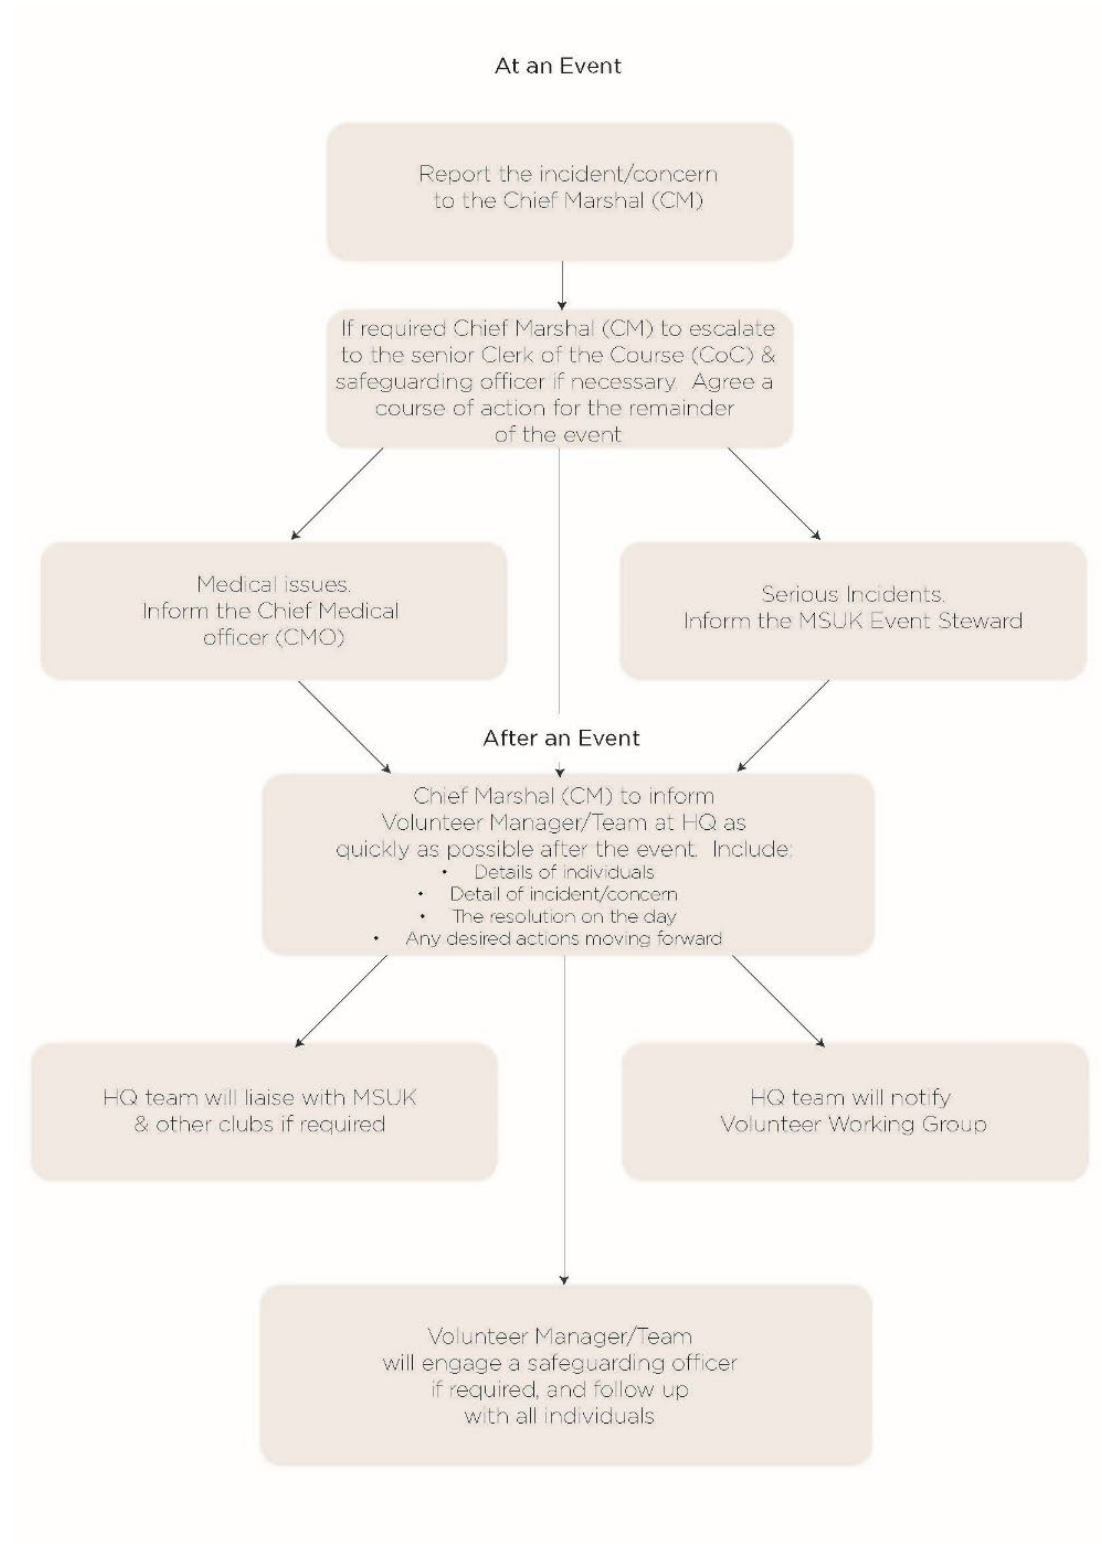 At an Event
Report the incident/concern
to the Chief Marshal (CM)
If required Chief Marshal (CM) to escalate
to the senior Clerk of the Course (CoC) &
safeguarding officer if necessary. Agree a
course of action for the remainder
of the event
Medical issues.
Inform the Chief Medical
officer (CMO)
Serious Incidents.
Inform the MSUK Event Steward
After an Event
Chief Marshal (CM) to inform
Volunteer Manager/Team at HQ as
quickly as possible after the event. Include:
• Details of individuals
• Detail of incident/concern
• The resolution on the day
• Any desired actions moving forward
HQ team will liaise with MSUK
& other clubs if required
HQ team will notify
Volunteer Working Group
Volunteer Manager/Team
will engage a safeguarding officer
if required, and follow up
with all individuals